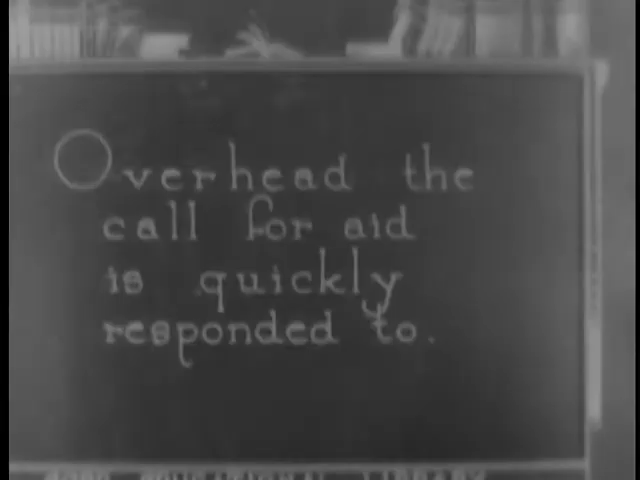 Overhead the
call for aid
is quickly
responded to.